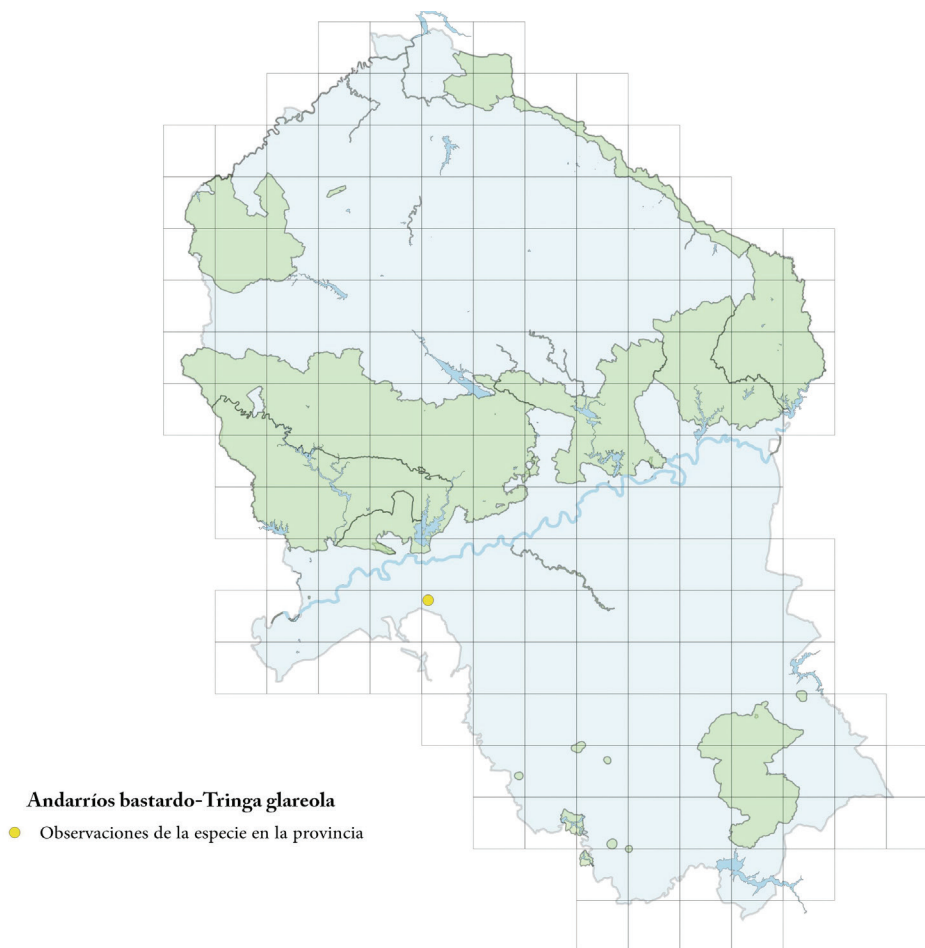 Andarríos bastardo-Tringa glareola
Observaciones de la especie en la provincia